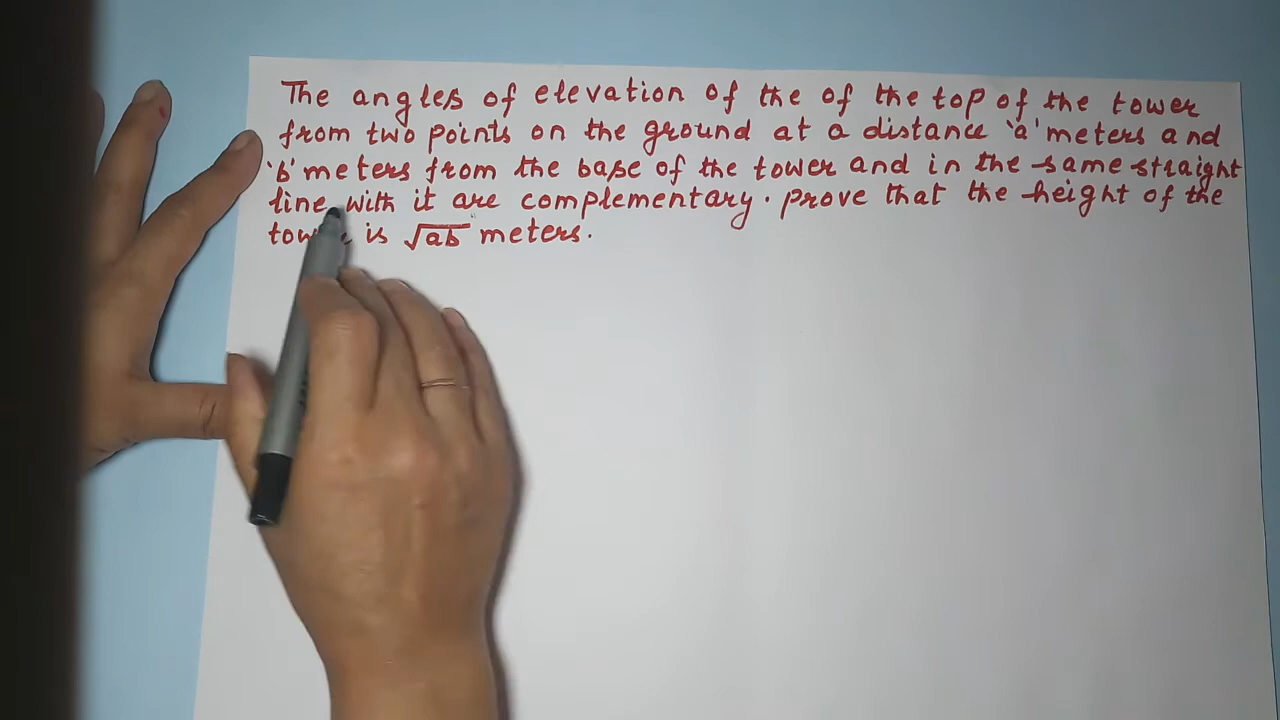 The angles of elevation of the of the top of the tower
from two points on the ground at a distance 'a' meters and
'b' meters from the base of the tower and in the same straight
line with it are complementary. prove that the height of the
is √ab meters.